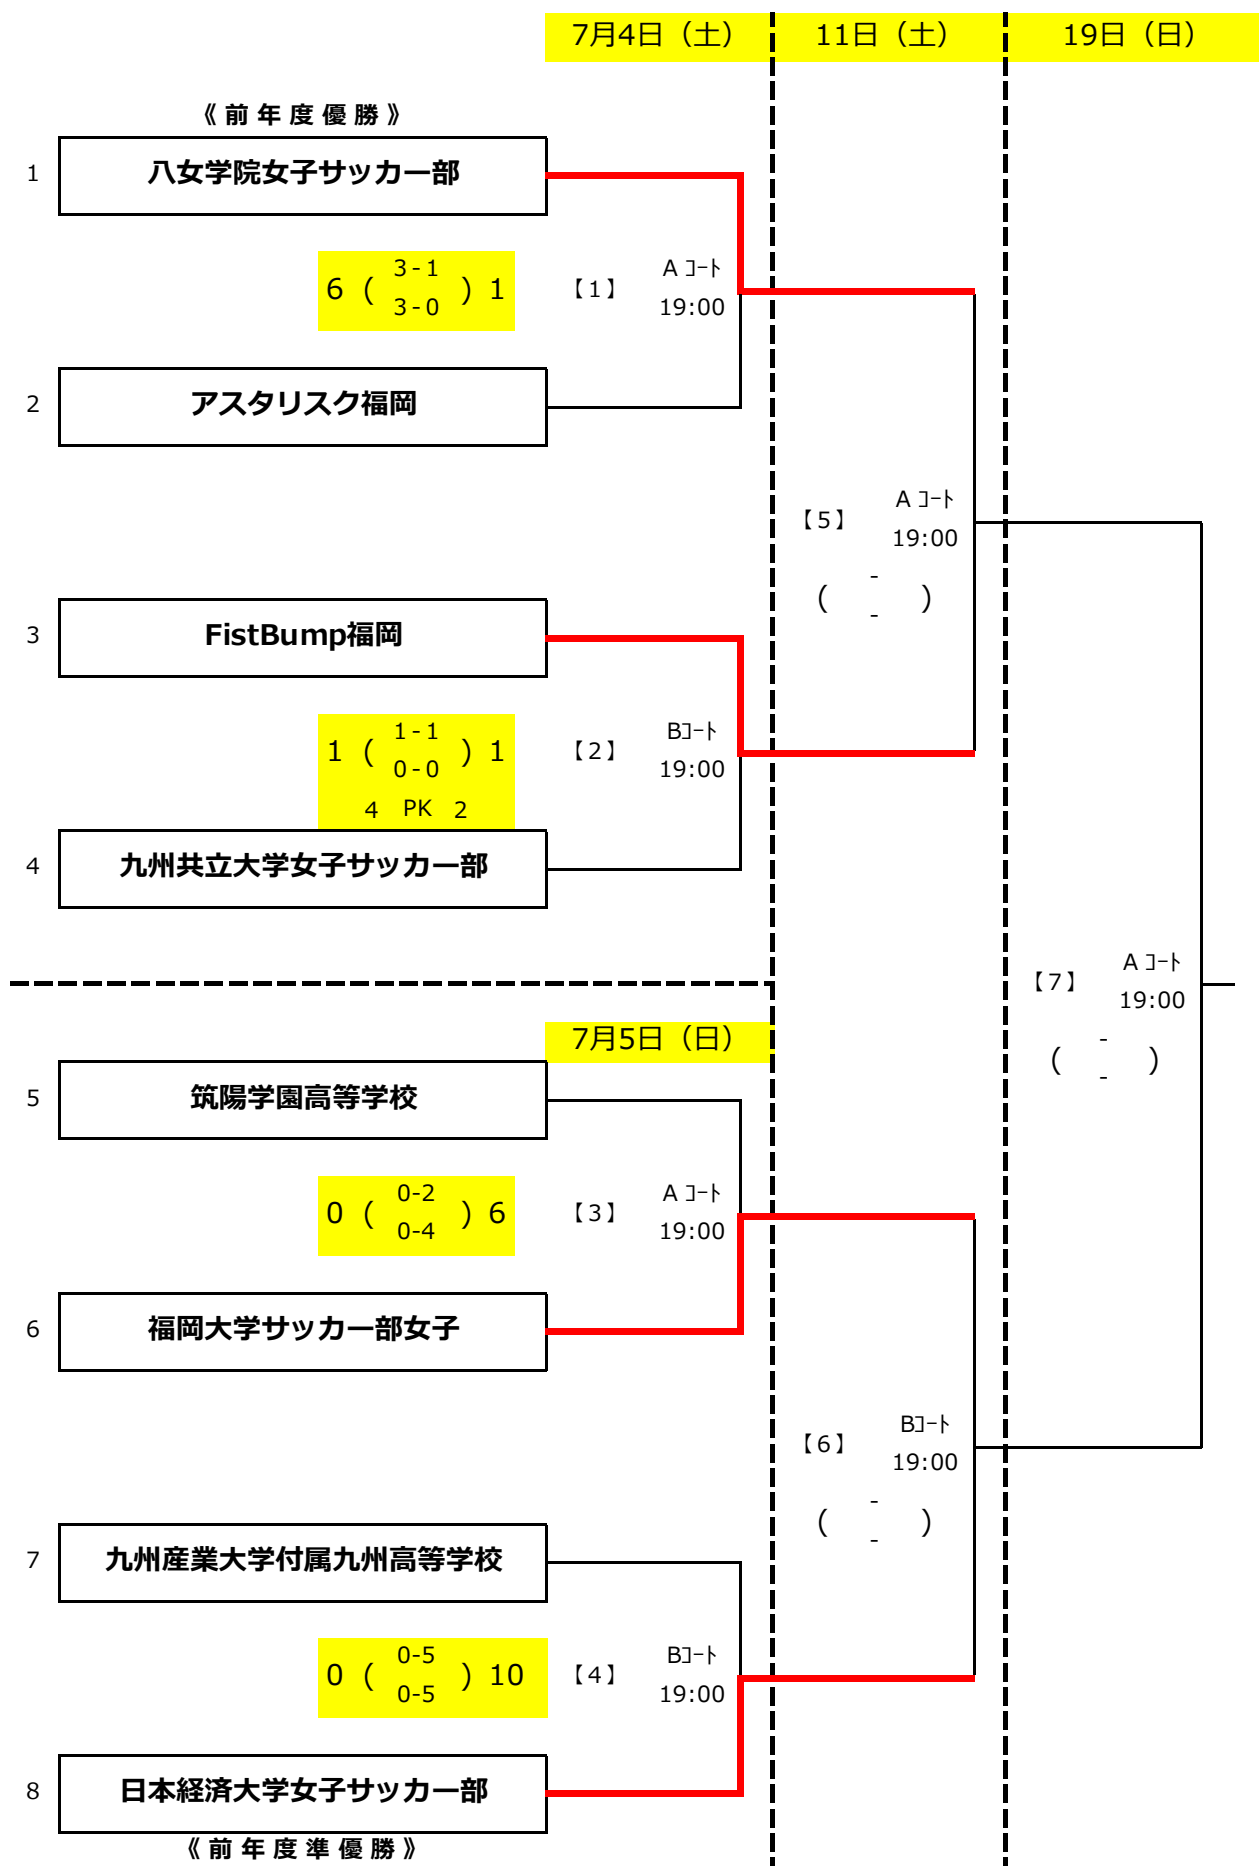 7月4日（土） 11日（土） 19日（日）
《前年度優勝》
1 八女学院女子サッカー部
6 ( 3-1 ) 1 【1】 Aｺｰﾄ
3-0 19:00
2 アスタリスク福岡
【5】 Aｺｰﾄ
19:00
( - )
-
3 FistBump福岡
1 ( 1-1 ) 1 【2】 Bｺｰﾄ
0-0 19:00
4 PK 2
4 九州共立大学女子サッカー部
【7】 Aｺｰﾄ
19:00
( - )
-
7月5日（日）
5 筑陽学園高等学校
0 ( 0-2 ) 6 【3】 Aｺｰﾄ
0-4 19:00
6 福岡大学サッカー部女子
【6】 Bｺｰﾄ
19:00
( - )
-
7 九州産業大学付属九州高等学校
0 ( 0-5 ) 10 【4】 Bｺｰﾄ
0-5 19:00
8 日本経済大学女子サッカー部
《前年度準優勝》